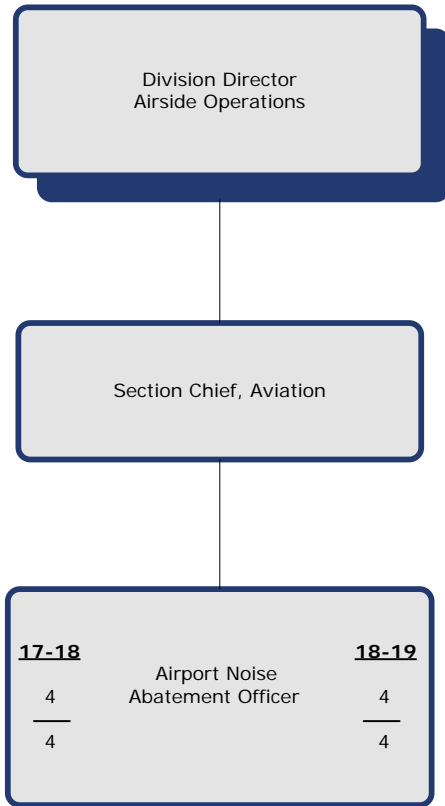 Division Director
Airside Operations
Section Chief, Aviation
17-18
18-19
Airport Noise
Abatement Officer
4
4
4
4